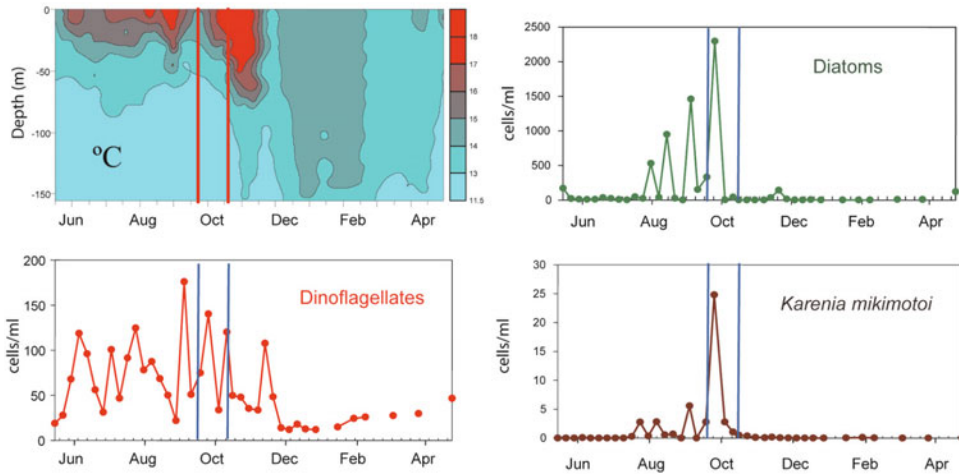 0
-50
-100
-150
Depth (m)
°C
18
17
16
15
14
13
11.5
Jun Aug Oct Dec Feb Apr
2500
2000
1500
1000
500
0
cells/ml
Diatoms
Jun Aug Oct Dec Feb Apr
200
150
100
50
0
cells/ml
Dinoflagellates
Jun Aug Oct Dec Feb Apr
30
25
20
15
10
5
0
cells/ml
Karenia mikimotoi
Jun Aug Oct Dec Feb Apr